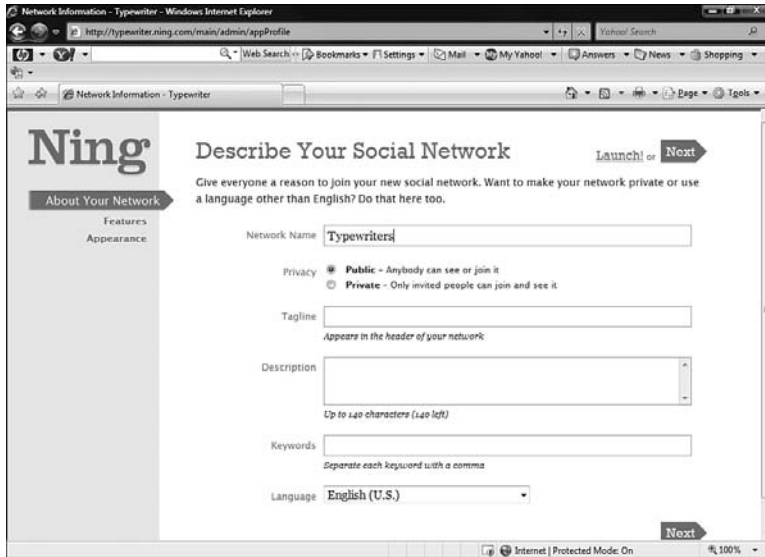 Network Information - Typewriter - Windows Internet Explorer
http://typewriter.ning.com/main/admin/appProfile
Yahoo! Search
Web Search
Bookmarks
Settings
Mail
My Yahoo!
Answers
News
Shopping
Network Information - Typewriter
Page
Tools
Ning
Describe Your Social Network
Launch! or Next
Give everyone a reason to join your new social network. Want to make your network private or use
a language other than English? Do that here too.
About Your Network
Features
Appearance
Network Name Typewriters
Privacy Public - Anybody can see or join it
Private - Only invited people can join and see it
Tagline
Appears in the header of your network
Description
Up to 140 characters (140 left)
Keywords
Separate each keyword with a comma
Language English (U.S.)
Next
Internet | Protected Mode: On 100%